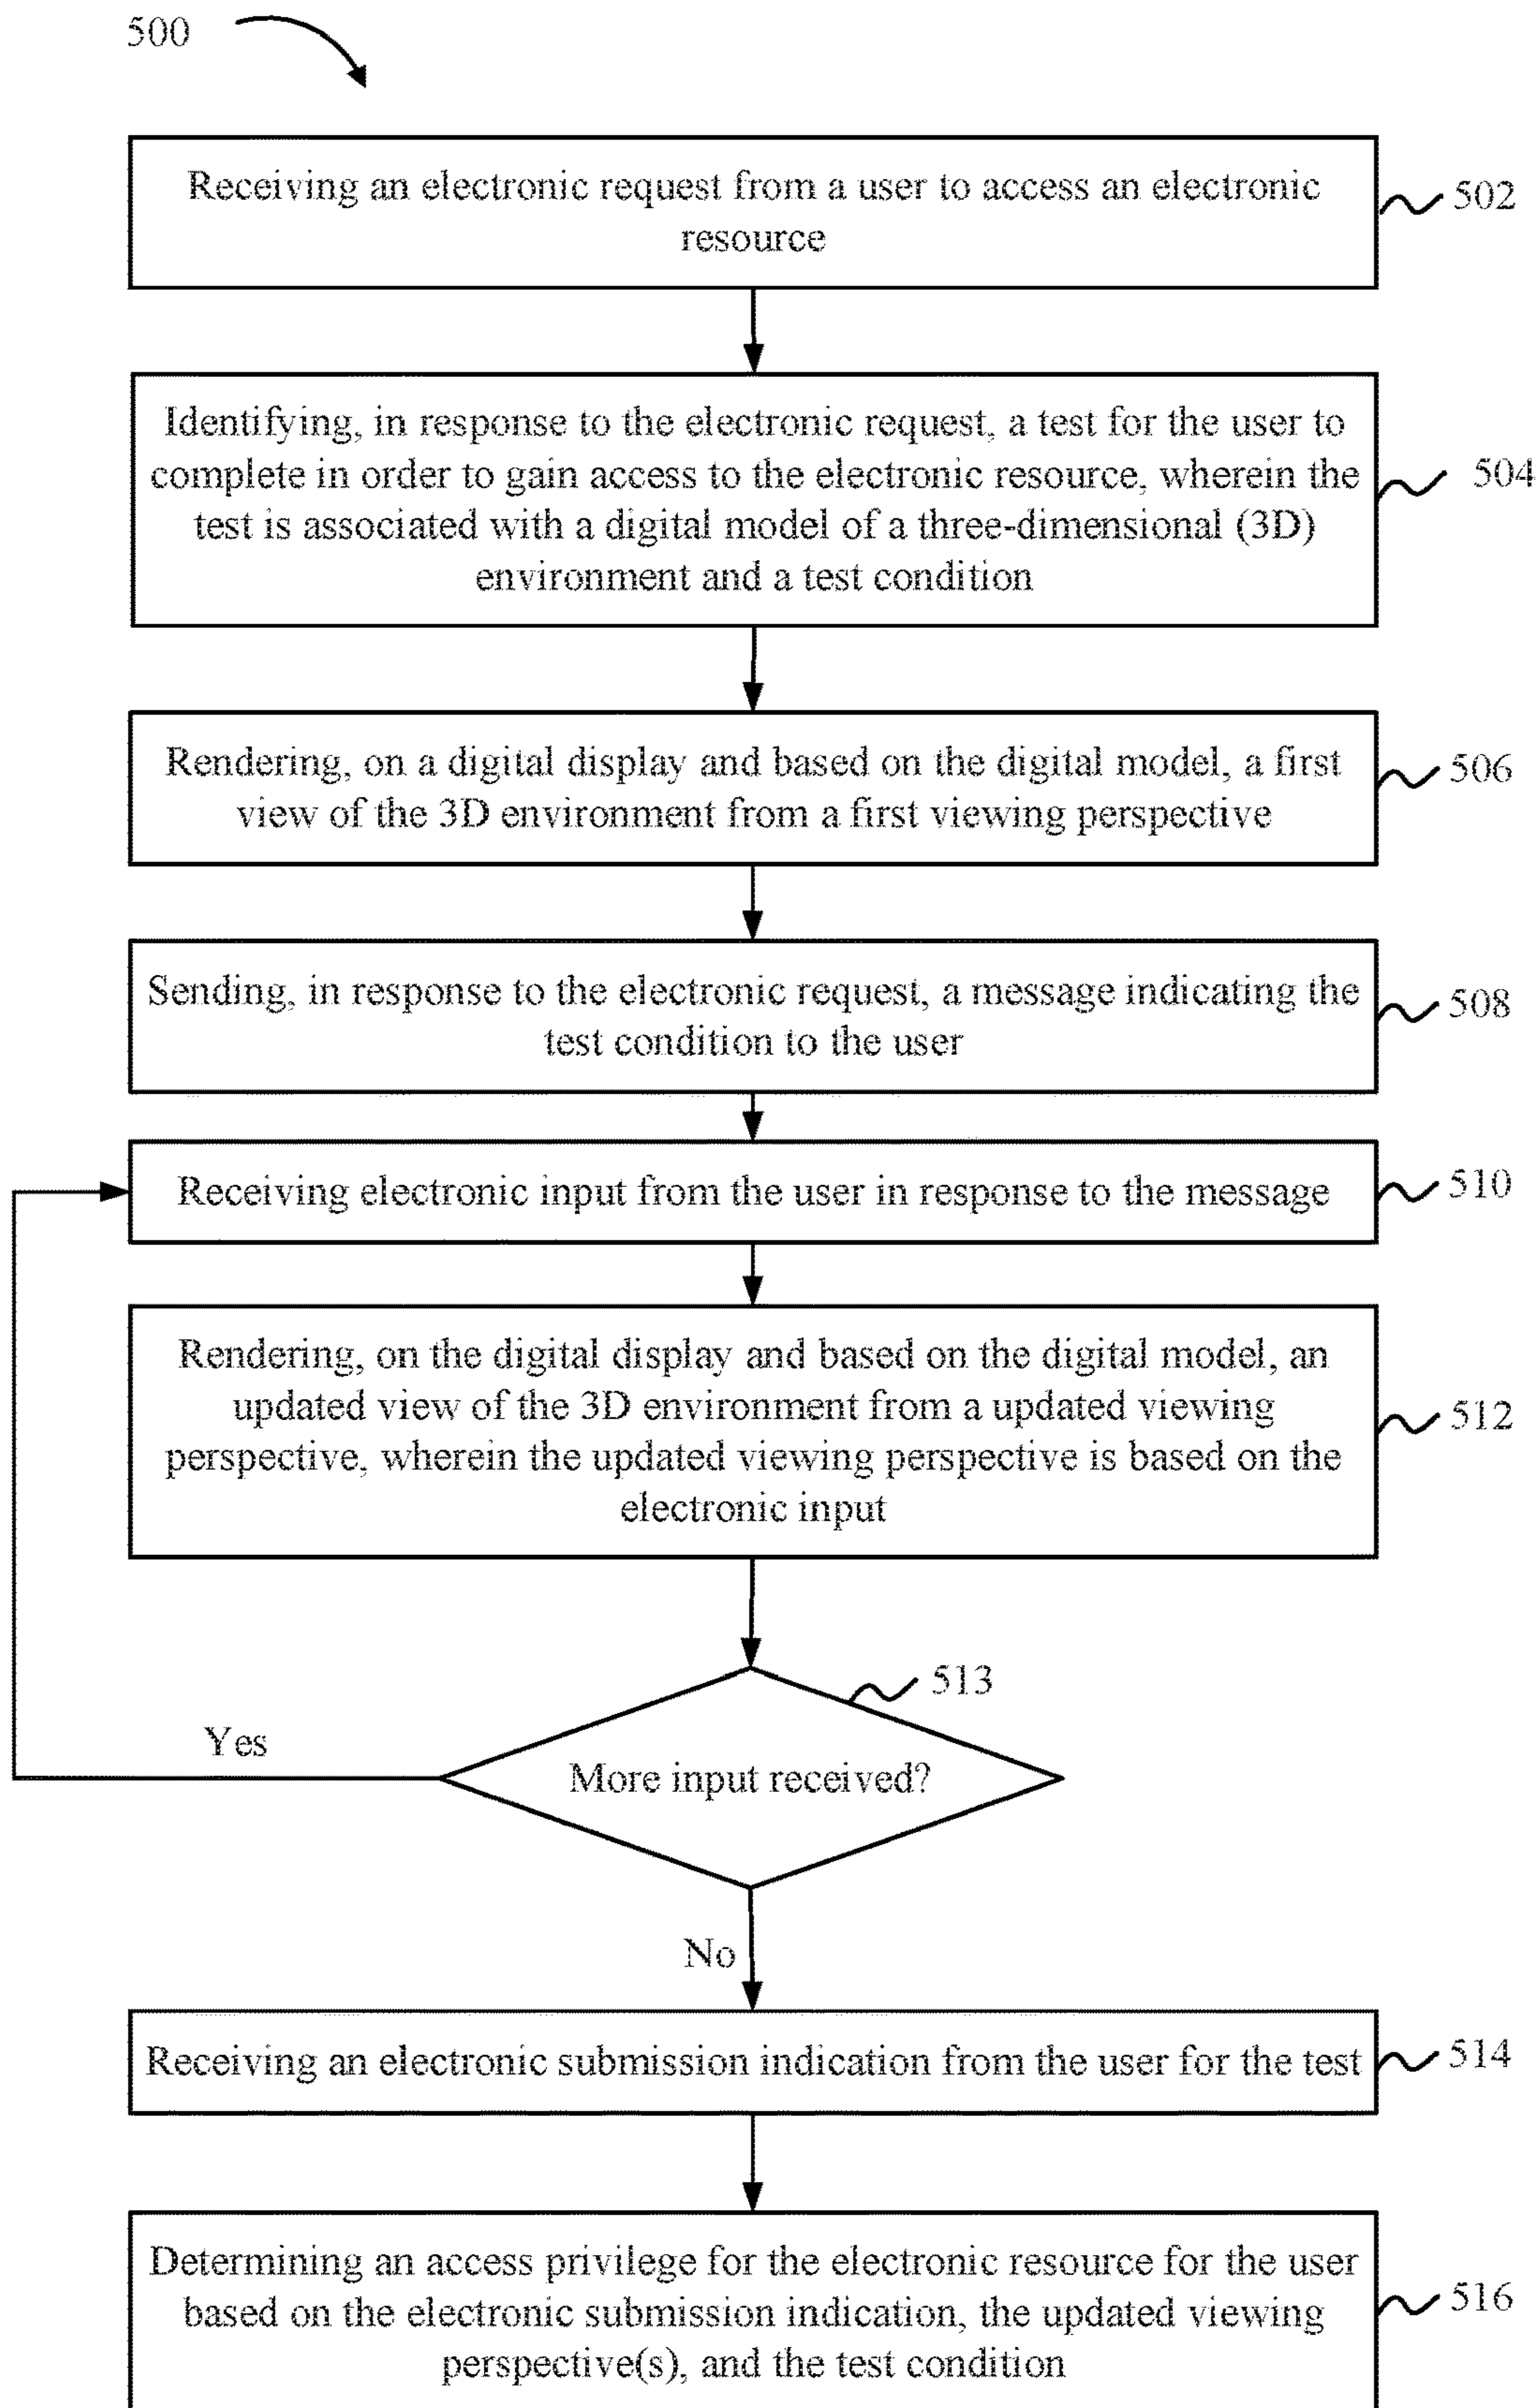 500
Receiving an electronic request from a user to access an electronic
resource
502
Identifying, in response to the electronic request, a test for the user to
complete in order to gain access to the electronic resource, wherein the
test is associated with a digital model of a three-dimensional (3D)
environment and a test condition
504
Rendering, on a digital display and based on the digital model, a first
view of the 3D environment from a first viewing perspective
506
Sending, in response to the electronic request, a message indicating the
test condition to the user
508
Receiving electronic input from the user in response to the message
510
Rendering, on the digital display and based on the digital model, an
updated view of the 3D environment from a updated viewing
perspective, wherein the updated viewing perspective is based on the
electronic input
512
513
Yes
More input received?
No
Receiving an electronic submission indication from the user for the test
514
Determining an access privilege for the electronic resource for the user
based on the electronic submission indication, the updated viewing
perspective(s), and the test condition
516